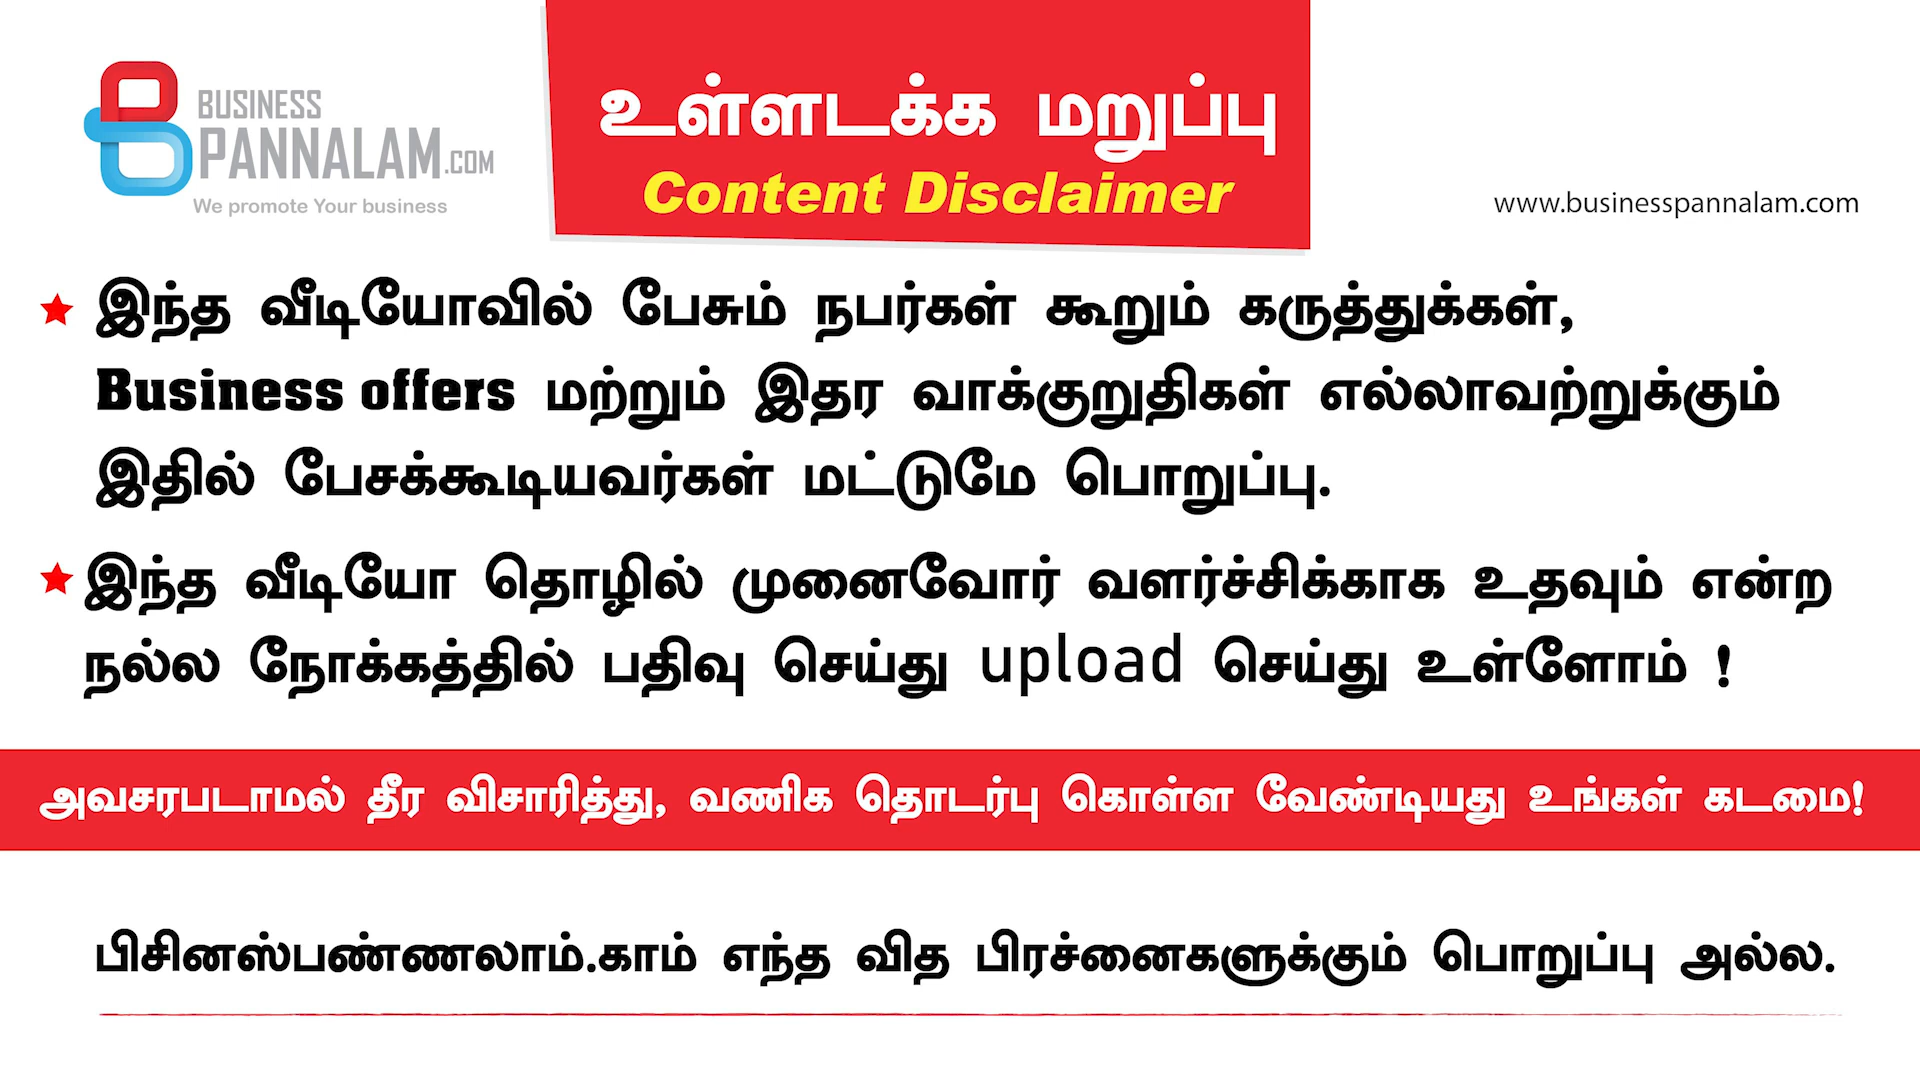 BUSINESS
PANNALAM.COM
We promote Your business
உள்ளடக்க மறுப்பு
Content Disclaimer
www.businesspannalam.com
இந்த வீடியோவில் பேசும் நபர்கள் கூறும் கருத்துக்கள்,
Business offers மற்றும் இதர வாக்குறுதிகள் எல்லாவற்றுக்கும்
இதில் பேசக்கூடியவர்கள் மட்டுமே பொறுப்பு.
இந்த வீடியோ தொழில் முனைவோர் வளர்ச்சிக்காக உதவும் என்ற
நல்ல நோக்கத்தில் பதிவு செய்து upload செய்து உள்ளோம் !
அவசரபடாமல் தீர விசாரித்து, வணிக தொடர்பு கொள்ள வேண்டியது உங்கள் கடமை!
பிசினஸ்பண்ணலாம்.காம் எந்த வித பிரச்னைகளுக்கும் பொறுப்பு அல்ல.